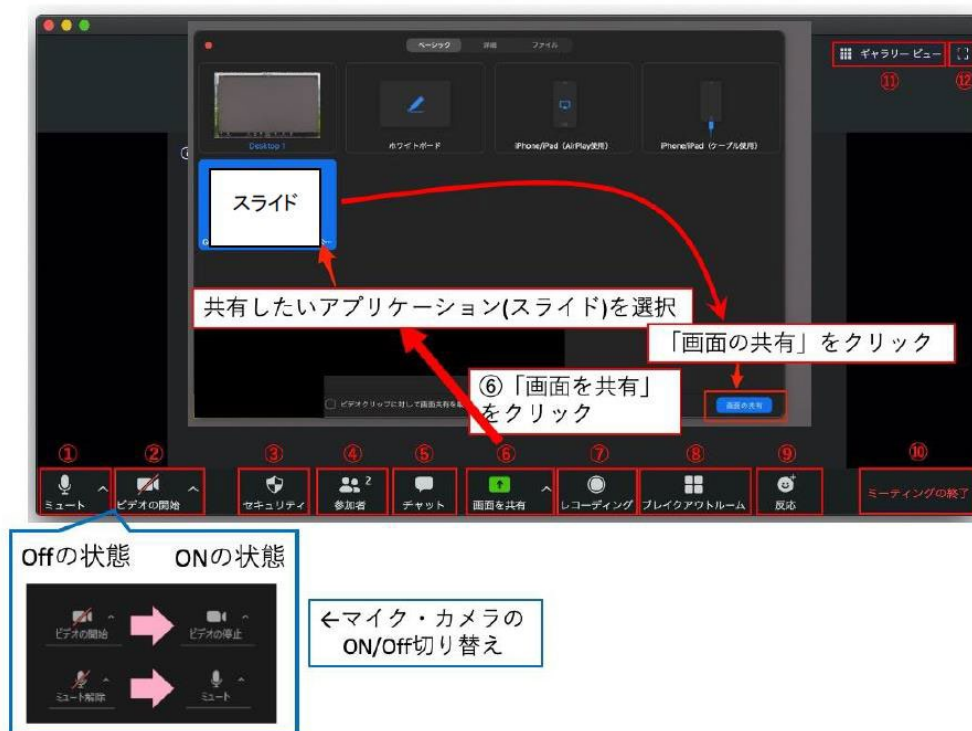 ベーシック 詳細 ファイル
ギャラリー ビュー
⑪ ⑫
Desktop 1
ホワイトボード
iPhone/iPad (AirPlay使用)
iPhone/iPad (ケーブル使用)
スライド
共有したいアプリケーション(スライド)を選択
「画面の共有」をクリック
⑥「画面を共有」
をクリック
画面の共有
① ② ③ ④ ⑤ ⑥ ⑦ ⑧ ⑨ ⑩
2
ミュート ビデオの開始 セキュリティ 参加者 チャット 画面を共有 レコーディング ブレイクアウトルーム 反応 ミーティングの終了
Offの状態 ONの状態
ビデオの開始 ビデオの停止
ミュート解除 ミュート
←マイク・カメラの
ON/Off切り替え